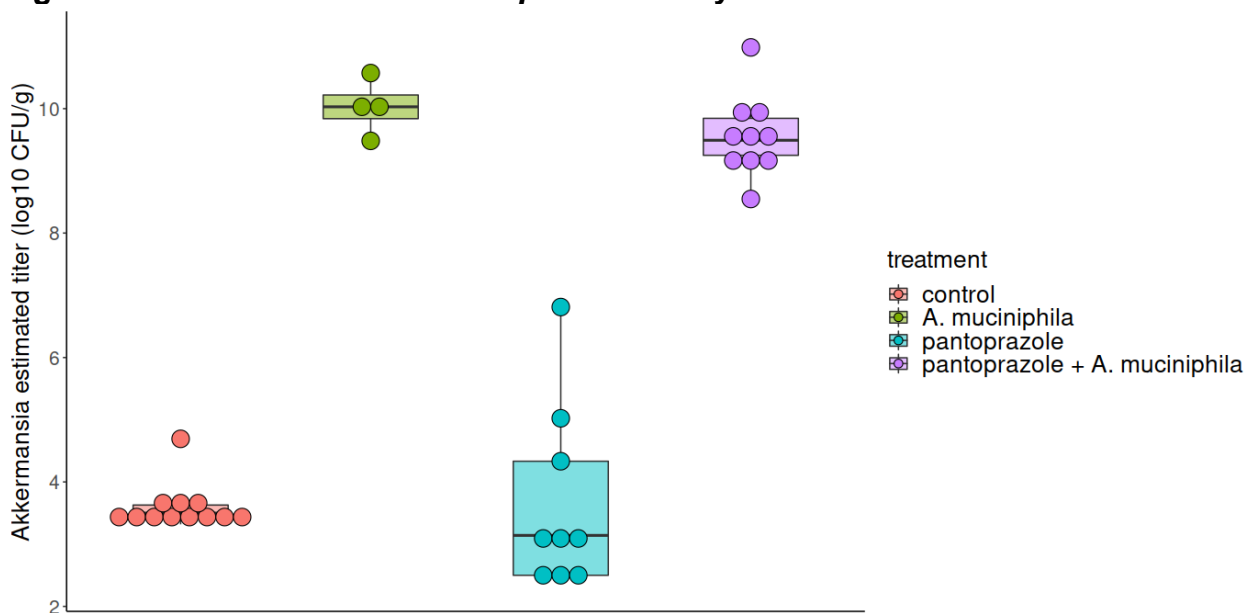 Akkermansia estimated titer (log10 CFU/g)
10
8
6
4
2
treatment
control
A. muciniphila
pantoprazole
pantoprazole + A. muciniphila